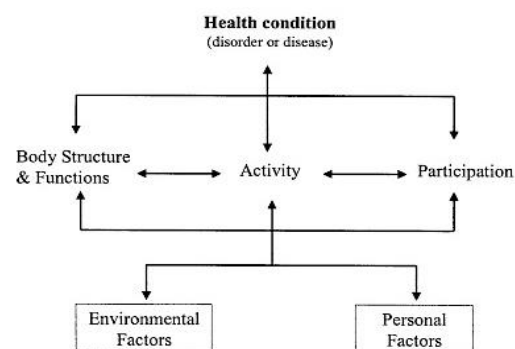 Health condition
(disorder or disease)
Body Structure
& Functions
Activity
Participation
Environmental
Factors
Personal
Factors